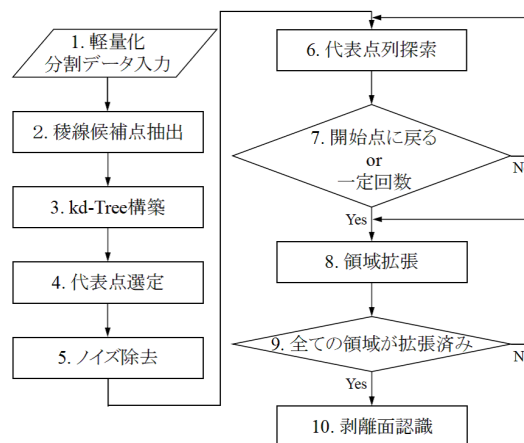 1. 軽量化
分割データ入力
2. 稜線候補点抽出
3. kd-Tree構築
4. 代表点選定
5. ノイズ除去
6. 代表点列探索
7. 開始点に戻る
or
一定回数
N
Yes
8. 領域拡張
9. 全ての領域が拡張済み
N
Yes
10. 剥離面認識